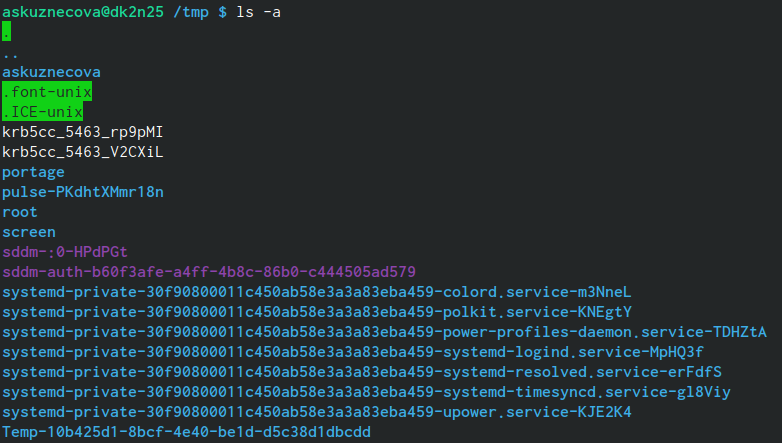 askuznecova@dk2n25 /tmp $ ls -a
.
..
askuznecova
.font-unix
.ICE-unix
krb5cc_5463_rp9pMI
krb5cc_5463_V2CXiL
portage
pulse-PKdhtXMmr18n
root
screen
sddm-:0-HPdPGt
sddm-auth-b60f3afe-a4ff-4b8c-86b0-c444505ad579
systemd-private-30f90800011c450ab58e3a3a83eba459-colord.service-m3NneL
systemd-private-30f90800011c450ab58e3a3a83eba459-polkit.service-KNEgtY
systemd-private-30f90800011c450ab58e3a3a83eba459-power-profiles-daemon.service-TDHZtA
systemd-private-30f90800011c450ab58e3a3a83eba459-systemd-logind.service-MpHQ3f
systemd-private-30f90800011c450ab58e3a3a83eba459-systemd-resolved.service-erFdfS
systemd-private-30f90800011c450ab58e3a3a83eba459-systemd-timesyncd.service-gl8Viy
systemd-private-30f90800011c450ab58e3a3a83eba459-upower.service-KJE2K4
Temp-10b425d1-8bcf-4e40-be1d-d5c38d1dbcdd